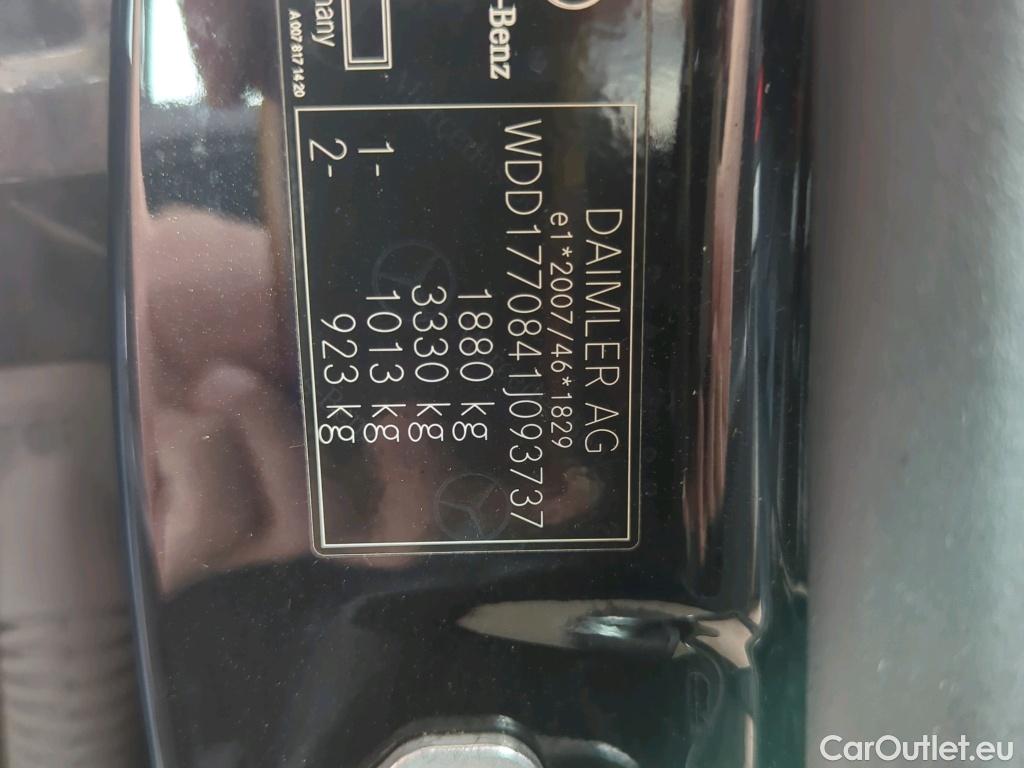 -Benz
many
A 007 817 14 20
DAIMLER AG
e1*2007/46*1829
WDD1770841J093737
1880 kg
3330 kg
1- 1013 kg
2- 923 kg
CarOutlet.eu